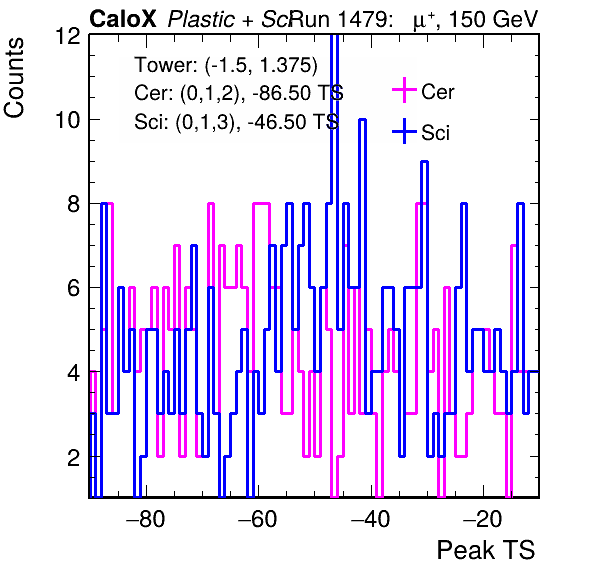 CaloX Plastic + Sci Run 1479: μ⁺, 150 GeV
Counts
12
10
8
6
4
2
Tower: (-1.5, 1.375)
Cer: (0,1,2), -86.50 TS
Sci: (0,1,3), -46.50 TS
Cer
Sci
−80 −60 −40 −20
Peak TS